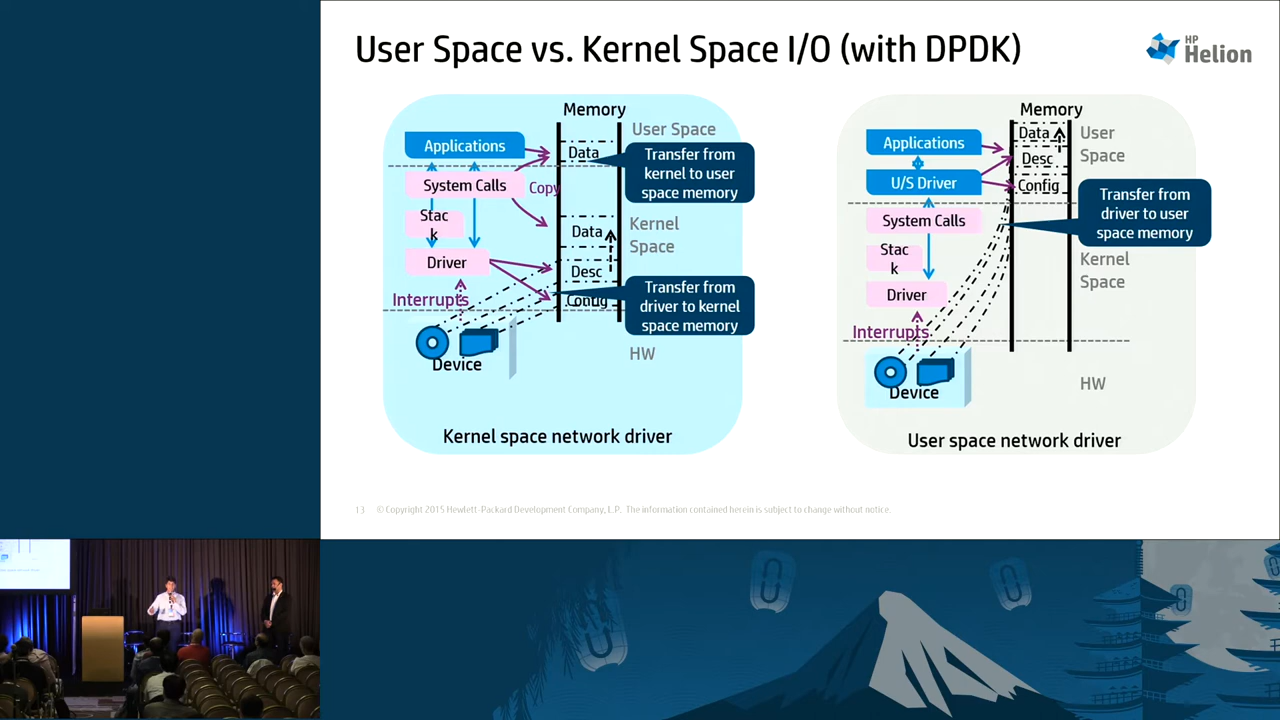 User Space vs. Kernel Space I/O (with DPDK)
HP
Helion
Memory
User Space
Applications
Data
Transfer from
kernel to user
space memory
System Calls
Copy
Stac
k
Data
Kernel
Space
Driver
Desc
Interrupts
Config
Transfer from
driver to kernel
space memory
Device
HW
Kernel space network driver
Memory
Data
User
Space
Applications
Desc
U/S Driver
Config
Transfer from
driver to user
space memory
System Calls
Stac
k
Kernel
Space
Driver
Interrupts
Device
HW
User space network driver
13 © Copyright 2015 Hewlett-Packard Development Company, L.P. The information contained herein is subject to change without notice.